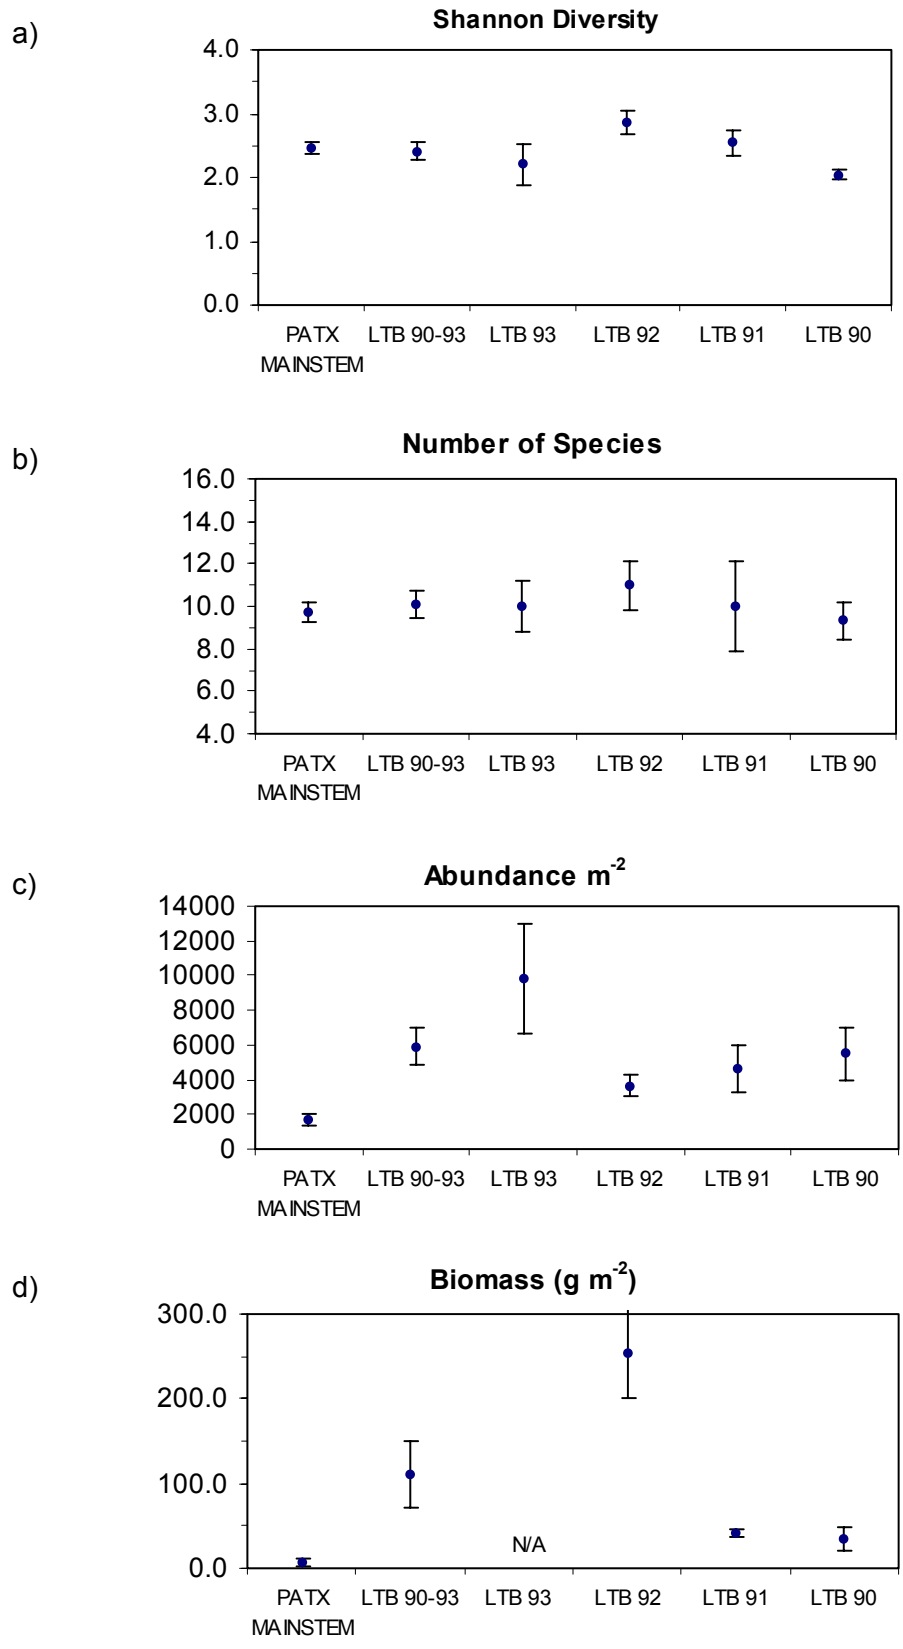 a)
Shannon Diversity
4.0
3.0
2.0
1.0
0.0
PATX MAINSTEM LTB 90-93 LTB 93 LTB 92 LTB 91 LTB 90
b)
Number of Species
16.0
14.0
12.0
10.0
8.0
6.0
4.0
PATX MAINSTEM LTB 90-93 LTB 93 LTB 92 LTB 91 LTB 90
c)
Abundance m-2
14000
12000
10000
8000
6000
4000
2000
0
PATX MAINSTEM LTB 90-93 LTB 93 LTB 92 LTB 91 LTB 90
d)
Biomass (g m-2)
300.0
200.0
100.0
0.0
N/A
PATX MAINSTEM LTB 90-93 LTB 93 LTB 92 LTB 91 LTB 90